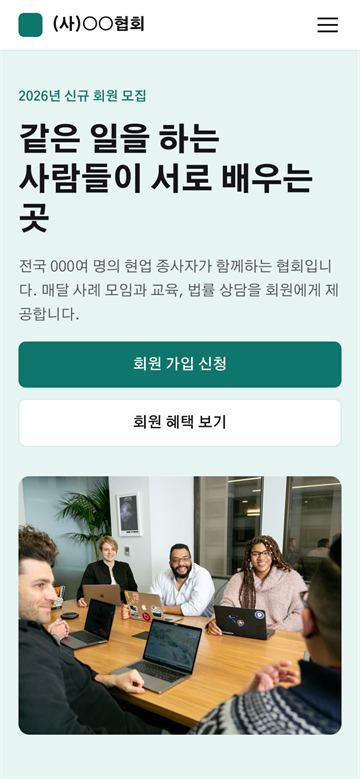 (사)○○협회
2026년 신규 회원 모집
같은 일을 하는
사람들이 서로 배우는
곳
전국 000여 명의 현업 종사자가 함께하는 협회입니
다. 매달 사례 모임과 교육, 법률 상담을 회원에게 제
공합니다.
회원 가입 신청
회원 혜택 보기